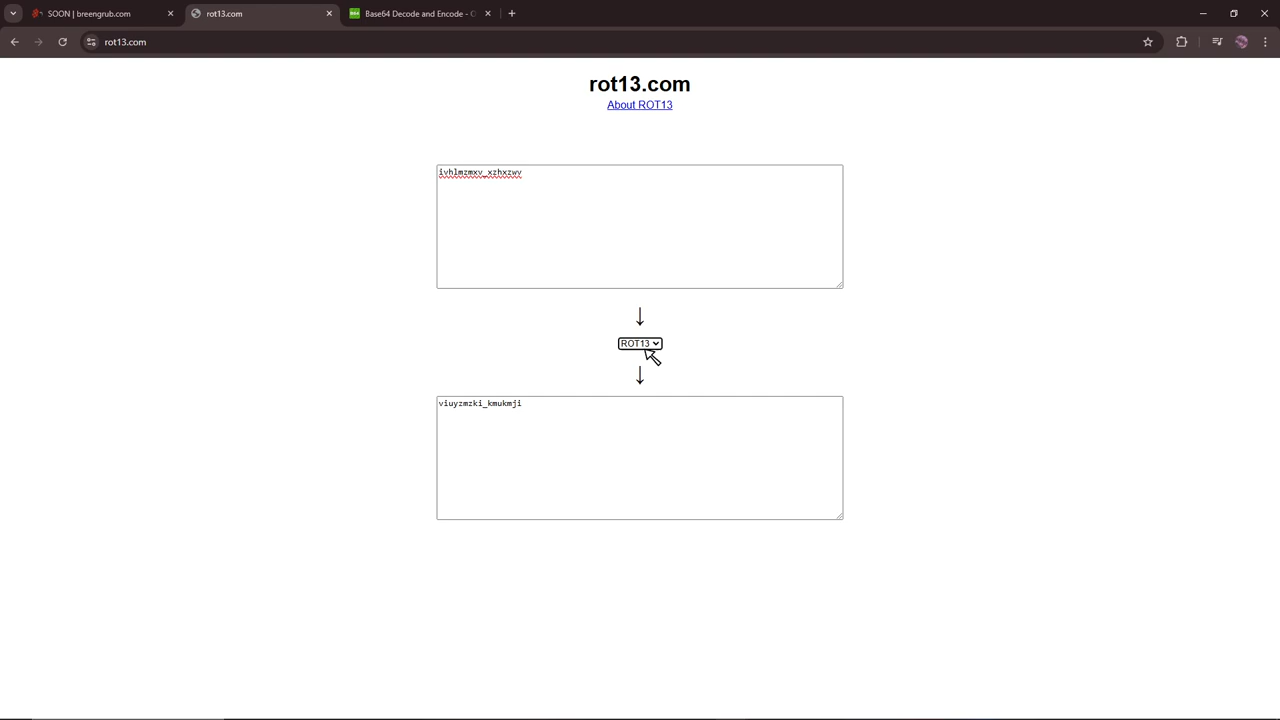 SOON | breengrub.com
rot13.com
Base64 Decode and Encode - O
rot13.com
rot13.com
About ROT13
ivhlmzmxv_xzhxzwv
↓
ROT13
↓
viuyzmzki_kmukmji